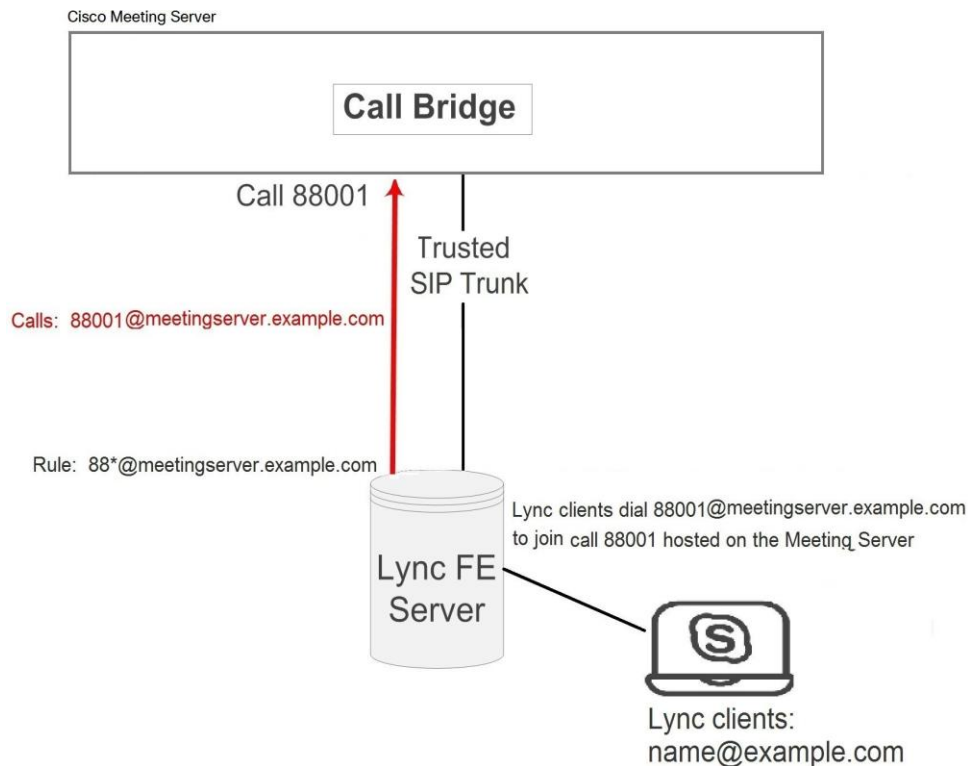 Cisco Meeting Server
Call Bridge
Call 88001
Trusted
SIP Trunk
Calls: 88001@meetingserver.example.com
Rule: 88*@meetingserver.example.com
Lync clients dial 88001@meetingserver.example.com
to join call 88001 hosted on the Meeting Server
Lync FE
Server
S
Lync clients:
name@example.com